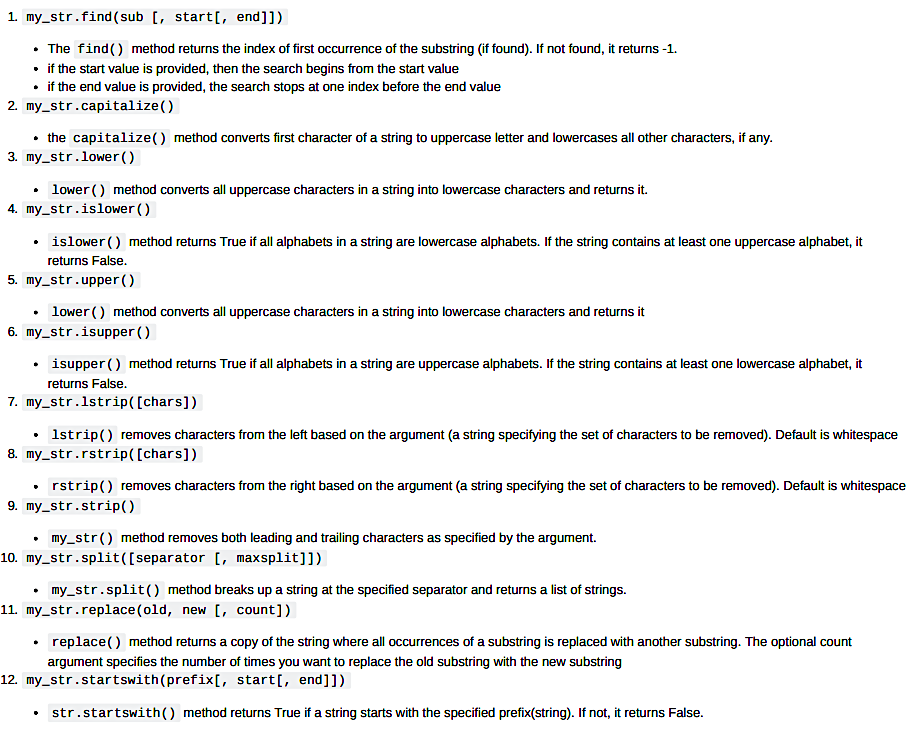 1. my_str.find(sub [, start[, end]])
• The find() method returns the index of first occurrence of the substring (if found). If not found, it returns -1.
• if the start value is provided, then the search begins from the start value
• if the end value is provided, the search stops at one index before the end value
2. my_str.capitalize()
• the capitalize() method converts first character of a string to uppercase letter and lowercases all other characters, if any.
3. my_str.lower()
• lower() method converts all uppercase characters in a string into lowercase characters and returns it.
4. my_str.islower()
• islower() method returns True if all alphabets in a string are lowercase alphabets. If the string contains at least one uppercase alphabet, it
returns False.
5. my_str.upper()
• lower() method converts all uppercase characters in a string into lowercase characters and returns it
6. my_str.isupper()
• isupper() method returns True if all alphabets in a string are uppercase alphabets. If the string contains at least one lowercase alphabet, it
returns False.
7. my_str.lstrip([chars])
• lstrip() removes characters from the left based on the argument (a string specifying the set of characters to be removed). Default is whitespace
8. my_str.rstrip([chars])
• rstrip() removes characters from the right based on the argument (a string specifying the set of characters to be removed). Default is whitespace
9. my_str.strip()
• my_str() method removes both leading and trailing characters as specified by the argument.
10. my_str.split([separator [, maxsplit]])
• my_str.split() method breaks up a string at the specified separator and returns a list of strings.
11. my_str.replace(old, new [, count])
• replace() method returns a copy of the string where all occurrences of a substring is replaced with another substring. The optional count
argument specifies the number of times you want to replace the old substring with the new substring
12. my_str.startswith(prefix[, start[, end]])
• str.startswith() method returns True if a string starts with the specified prefix(string). If not, it returns False.